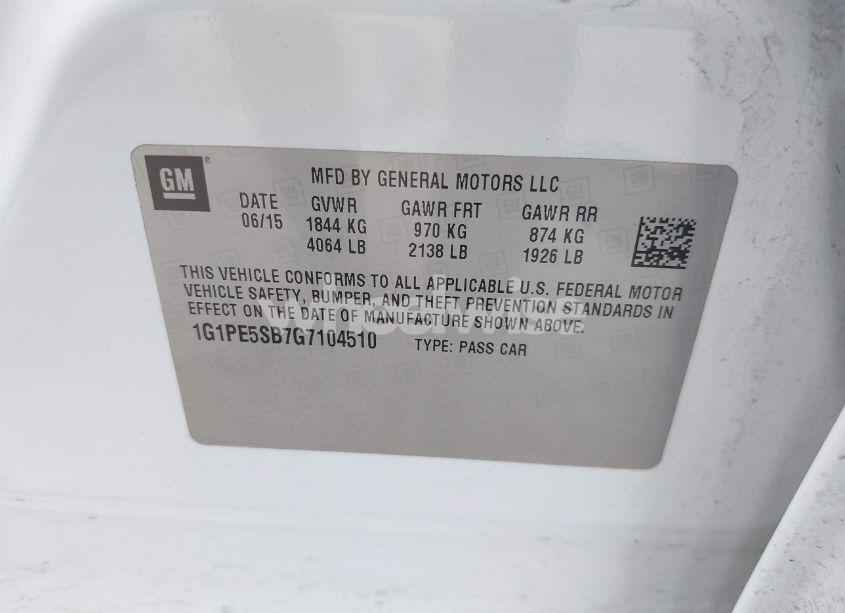 GM
MFD BY GENERAL MOTORS LLC
DATE GVWR GAWR FRT GAWR RR
06/15 1844 KG 970 KG 874 KG
4064 LB 2138 LB 1926 LB
THIS VEHICLE CONFORMS TO ALL APPLICABLE U.S. FEDERAL MOTOR
VEHICLE SAFETY, BUMPER, AND THEFT PREVENTION STANDARDS IN
EFFECT ON THE DATE OF MANUFACTURE SHOWN ABOVE.
1G1PE5SB7G7104510 TYPE: PASS CAR